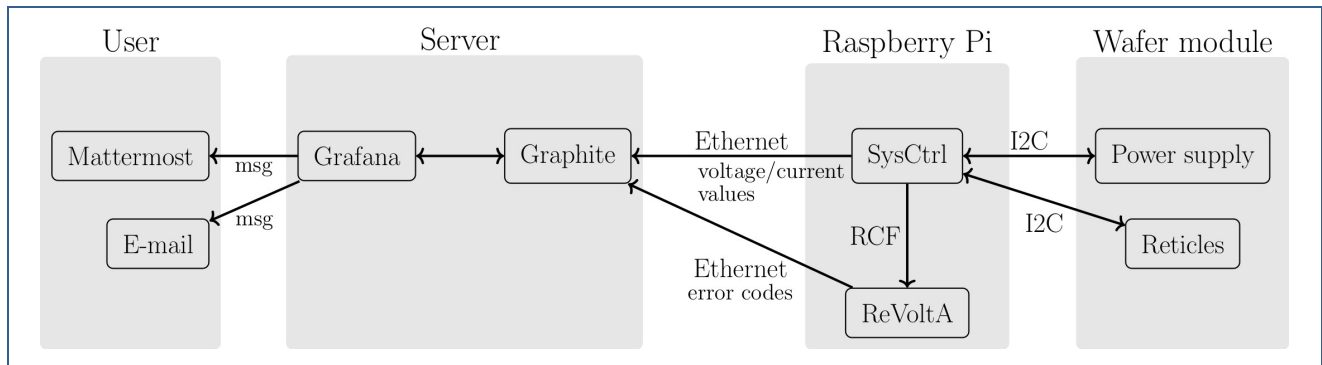 User
Server
Raspberry Pi
Wafer module
Mattermost
msg
Grafana
Graphite
Ethernet
voltage/current
values
SysCtrl
I2C
Power supply
E-mail
msg
RCF
I2C
Reticles
Ethernet
error codes
ReVoltA